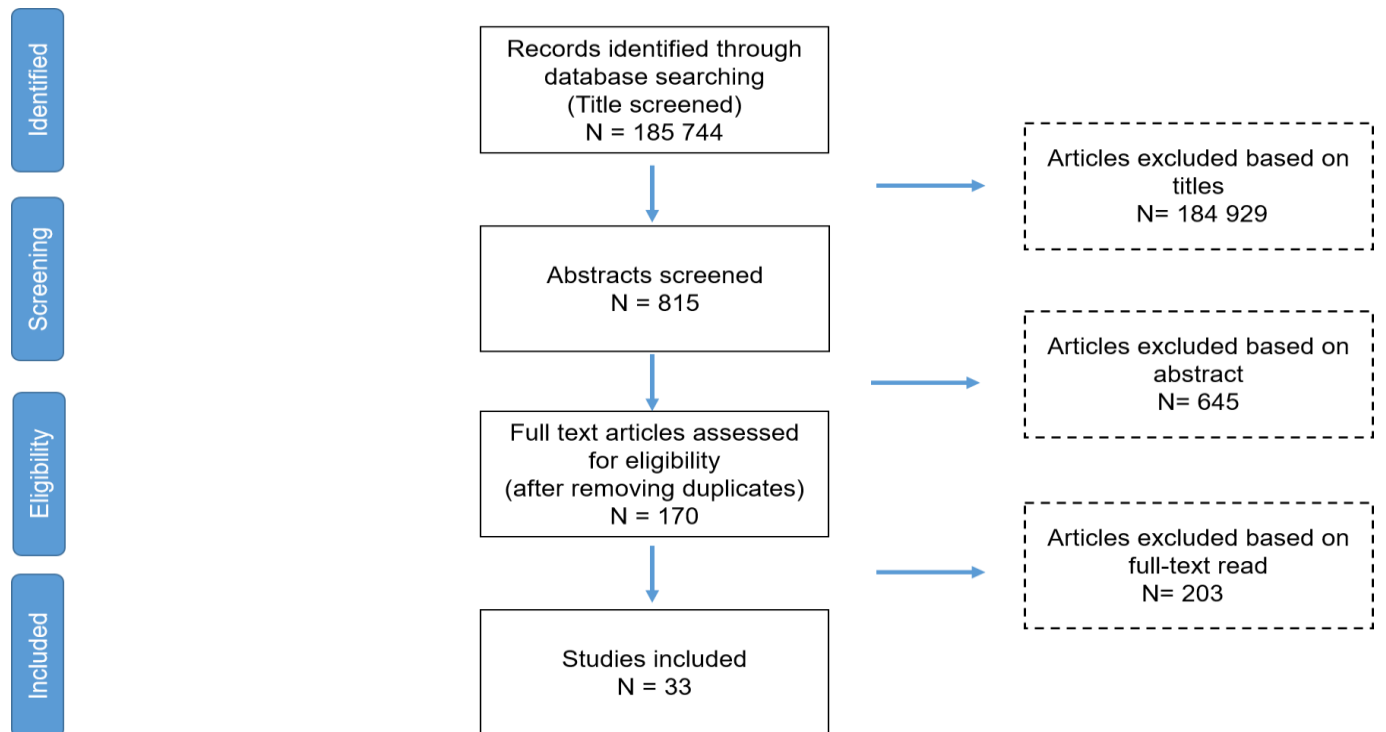 Identified
Records identified through
database searching
(Title screened)
N = 185 744
Articles excluded based on
titles
N= 184 929
Screening
Abstracts screened
N = 815
Articles excluded based on
abstract
N= 645
Eligibility
Full text articles assessed
for eligibility
(after removing duplicates)
N = 170
Articles excluded based on
full-text read
N= 203
Included
Studies included
N = 33